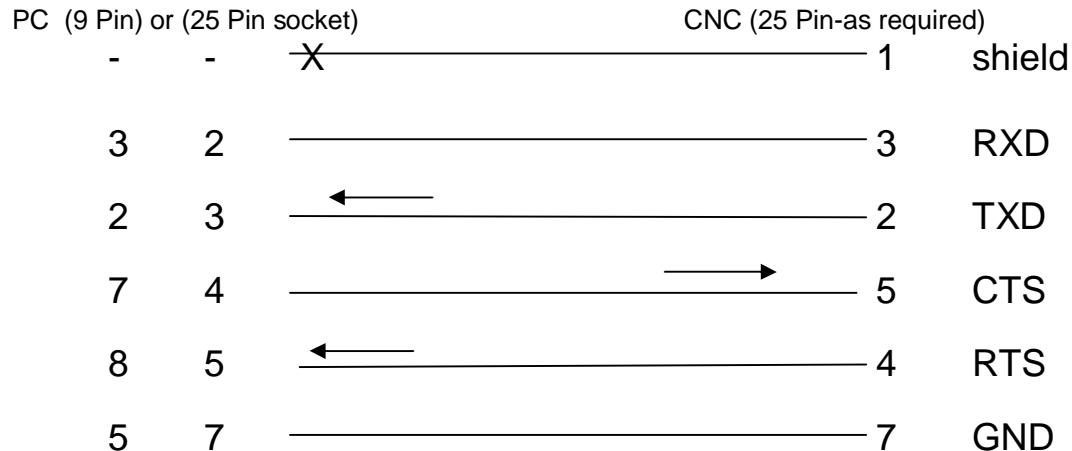 PC (9 Pin) or (25 Pin socket) CNC (25 Pin-as required)
- - X 1 shield
3 2 3 RXD
2 3 2 TXD
7 4 5 CTS
8 5 4 RTS
5 7 7 GND